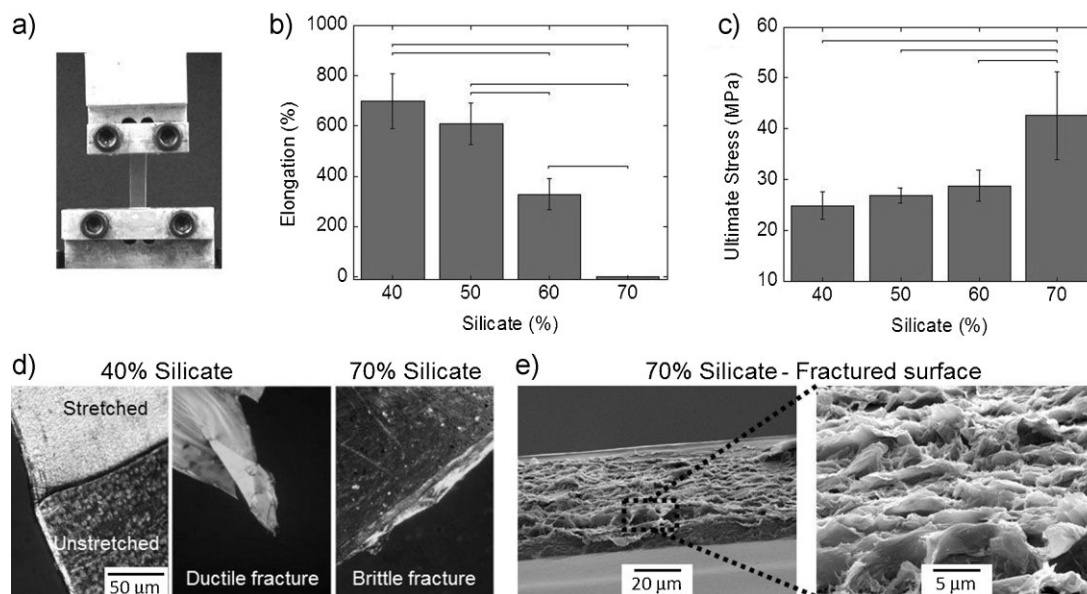 a)
b)
1000
800
600
400
200
0
Elongation (%)
40 50 60 70
Silicate (%)
c)
60
50
40
30
20
10
Ultimate Stress (MPa)
40 50 60 70
Silicate (%)
d)
40% Silicate
70% Silicate
Stretched
Unstretched
50 µm
Ductile fracture
Brittle fracture
e)
70% Silicate - Fractured surface
20 µm
5 µm